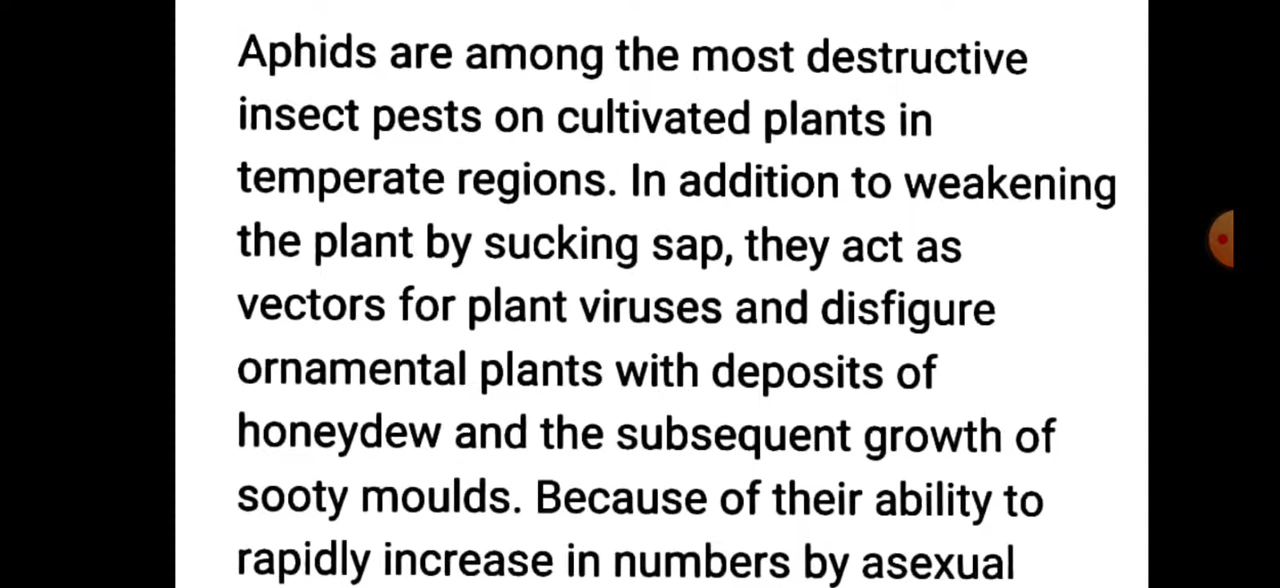 Aphids are among the most destructive
insect pests on cultivated plants in
temperate regions. In addition to weakening
the plant by sucking sap, they act as
vectors for plant viruses and disfigure
ornamental plants with deposits of
honeydew and the subsequent growth of
sooty moulds. Because of their ability to
rapidly increase in numbers by asexual